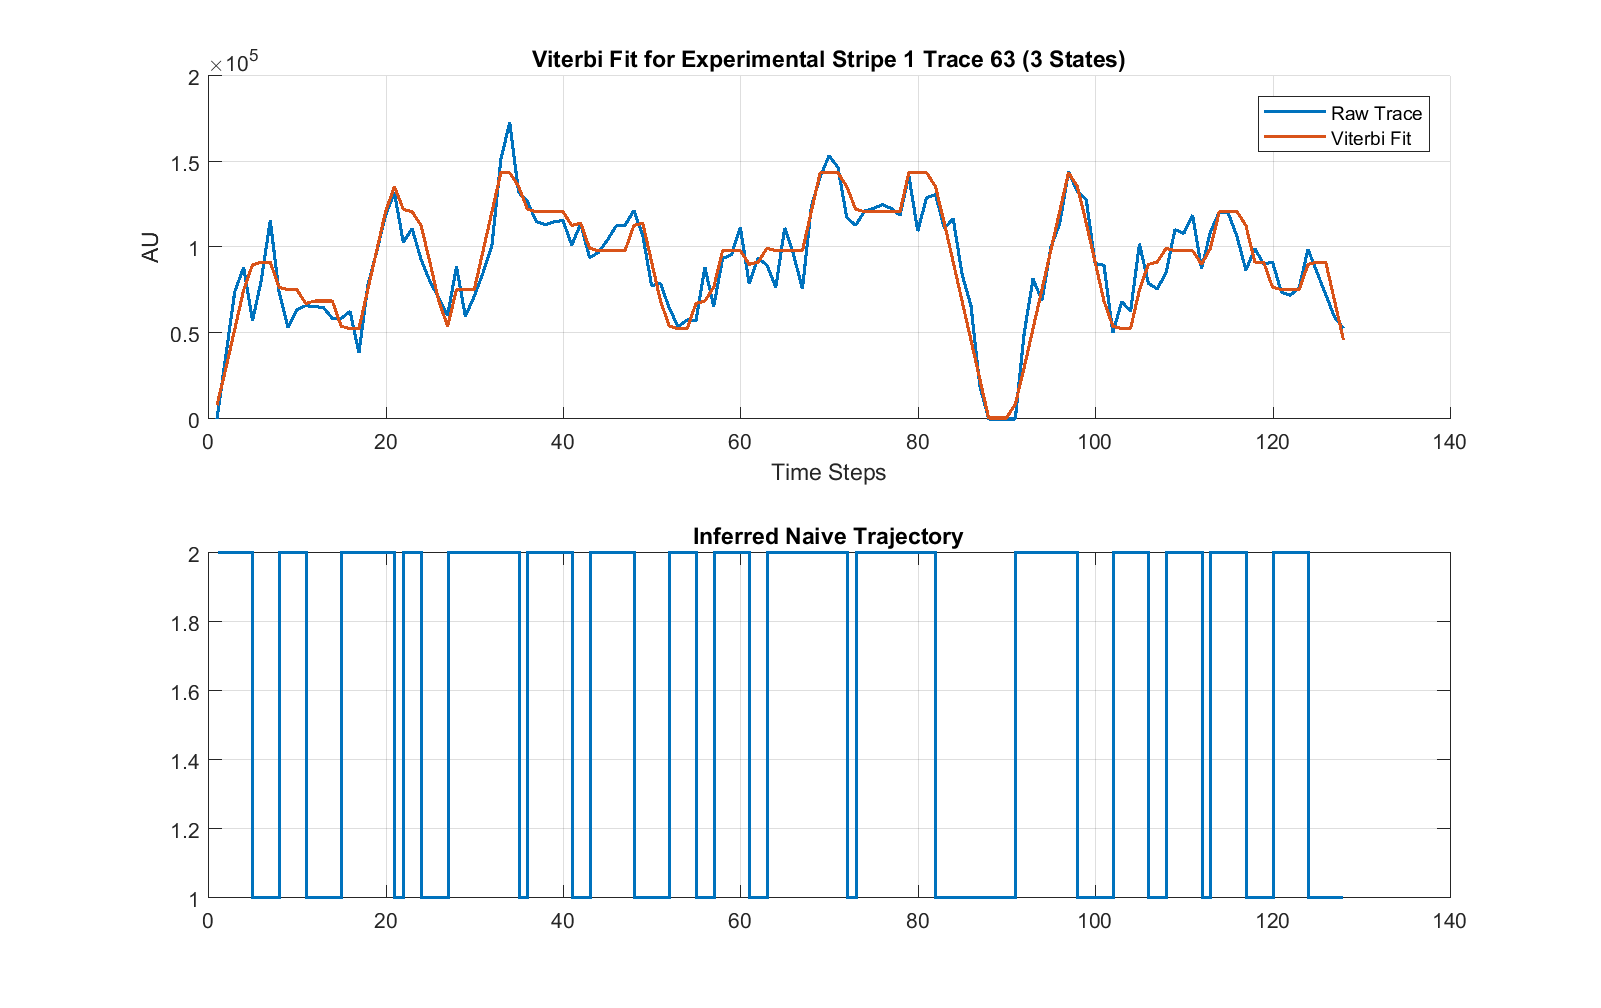 Viterbi Fit for Experimental Stripe 1 Trace 63 (3 States)
×10^5
2
1.5
1
0.5
0
AU
Raw Trace
Viterbi Fit
0 20 40 60 80 100 120 140
Time Steps
Inferred Naive Trajectory
2
1.8
1.6
1.4
1.2
1
0 20 40 60 80 100 120 140